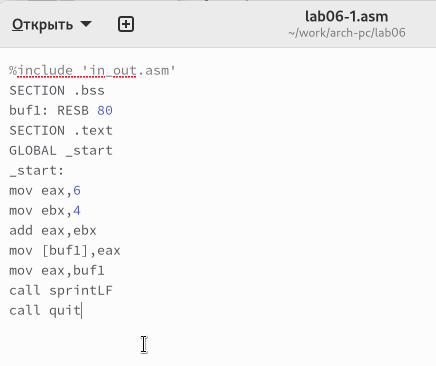 Открыть
lab06-1.asm
~/work/arch-pc/lab06
%include 'in_out.asm'
SECTION .bss
buf1: RESB 80
SECTION .text
GLOBAL _start
_start:
mov eax,6
mov ebx,4
add eax,ebx
mov [buf1],eax
mov eax,buf1
call sprintLF
call quit